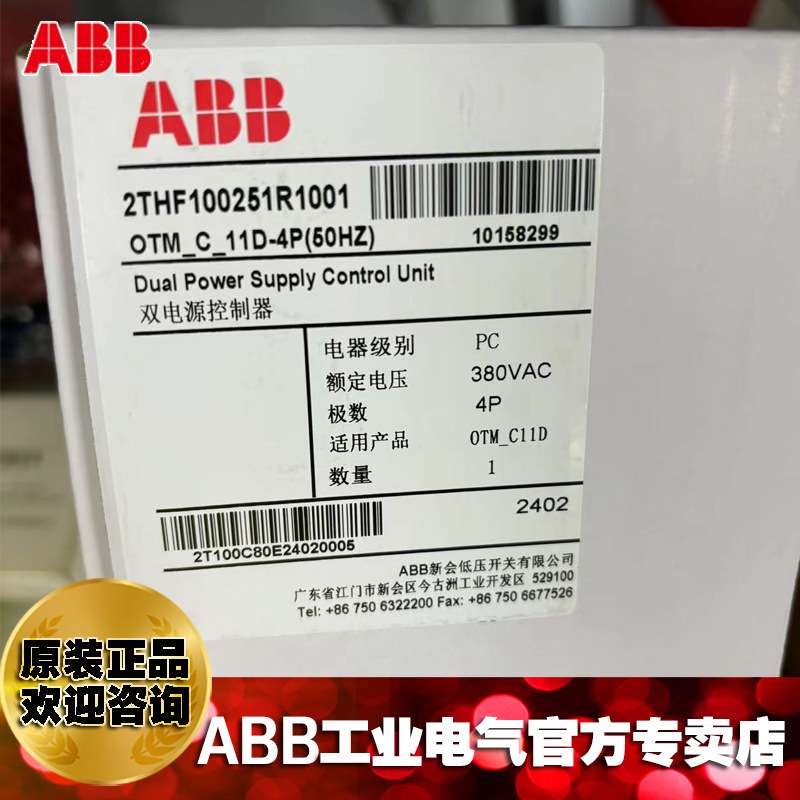 ABB
ABB
2THF100251R1001
OTM_C_11D-4P(50HZ)
10158299
Dual Power Supply Control Unit
双电源控制器
电器级别 PC
额定电压 380VAC
极数 4P
适用产品 OTM_C11D
数量 1
2T100C80E24020005
2402
ABB新会低压开关有限公司
广东省江门市新会区今古洲工业开发区 529100
Tel: +86 750 6322200 Fax: +86 750 6677526
原装正品
欢迎咨询
ABB工业电气官方专卖店